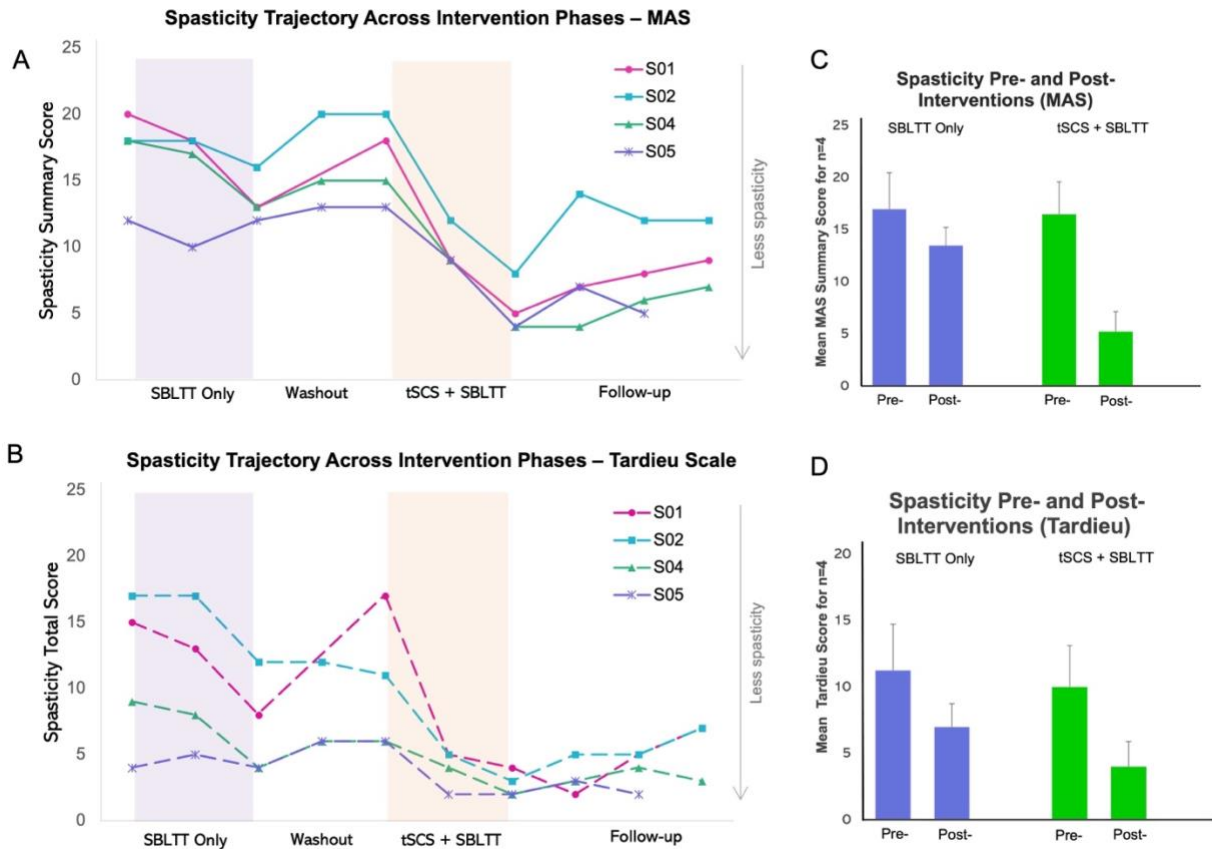 A
Spasticity Trajectory Across Intervention Phases – MAS
Spasticity Summary Score
25
20
15
10
5
0
S01
S02
S04
S05
Less spasticity
SBLTT Only
Washout
tSCS + SBLTT
Follow-up
B
Spasticity Trajectory Across Intervention Phases – Tardieu Scale
Spasticity Total Score
25
20
15
10
5
0
S01
S02
S04
S05
Less spasticity
SBLTT Only
Washout
tSCS + SBLTT
Follow-up
C
Spasticity Pre- and Post-
Interventions (MAS)
SBLTT Only
tSCS + SBLTT
Mean MAS Summary Score for n=4
25
20
15
10
5
0
Pre-
Post-
Pre-
Post-
D
Spasticity Pre- and Post-
Interventions (Tardieu)
SBLTT Only
tSCS + SBLTT
Mean Tardieu Score for n=4
20
15
10
5
0
Pre-
Post-
Pre-
Post-